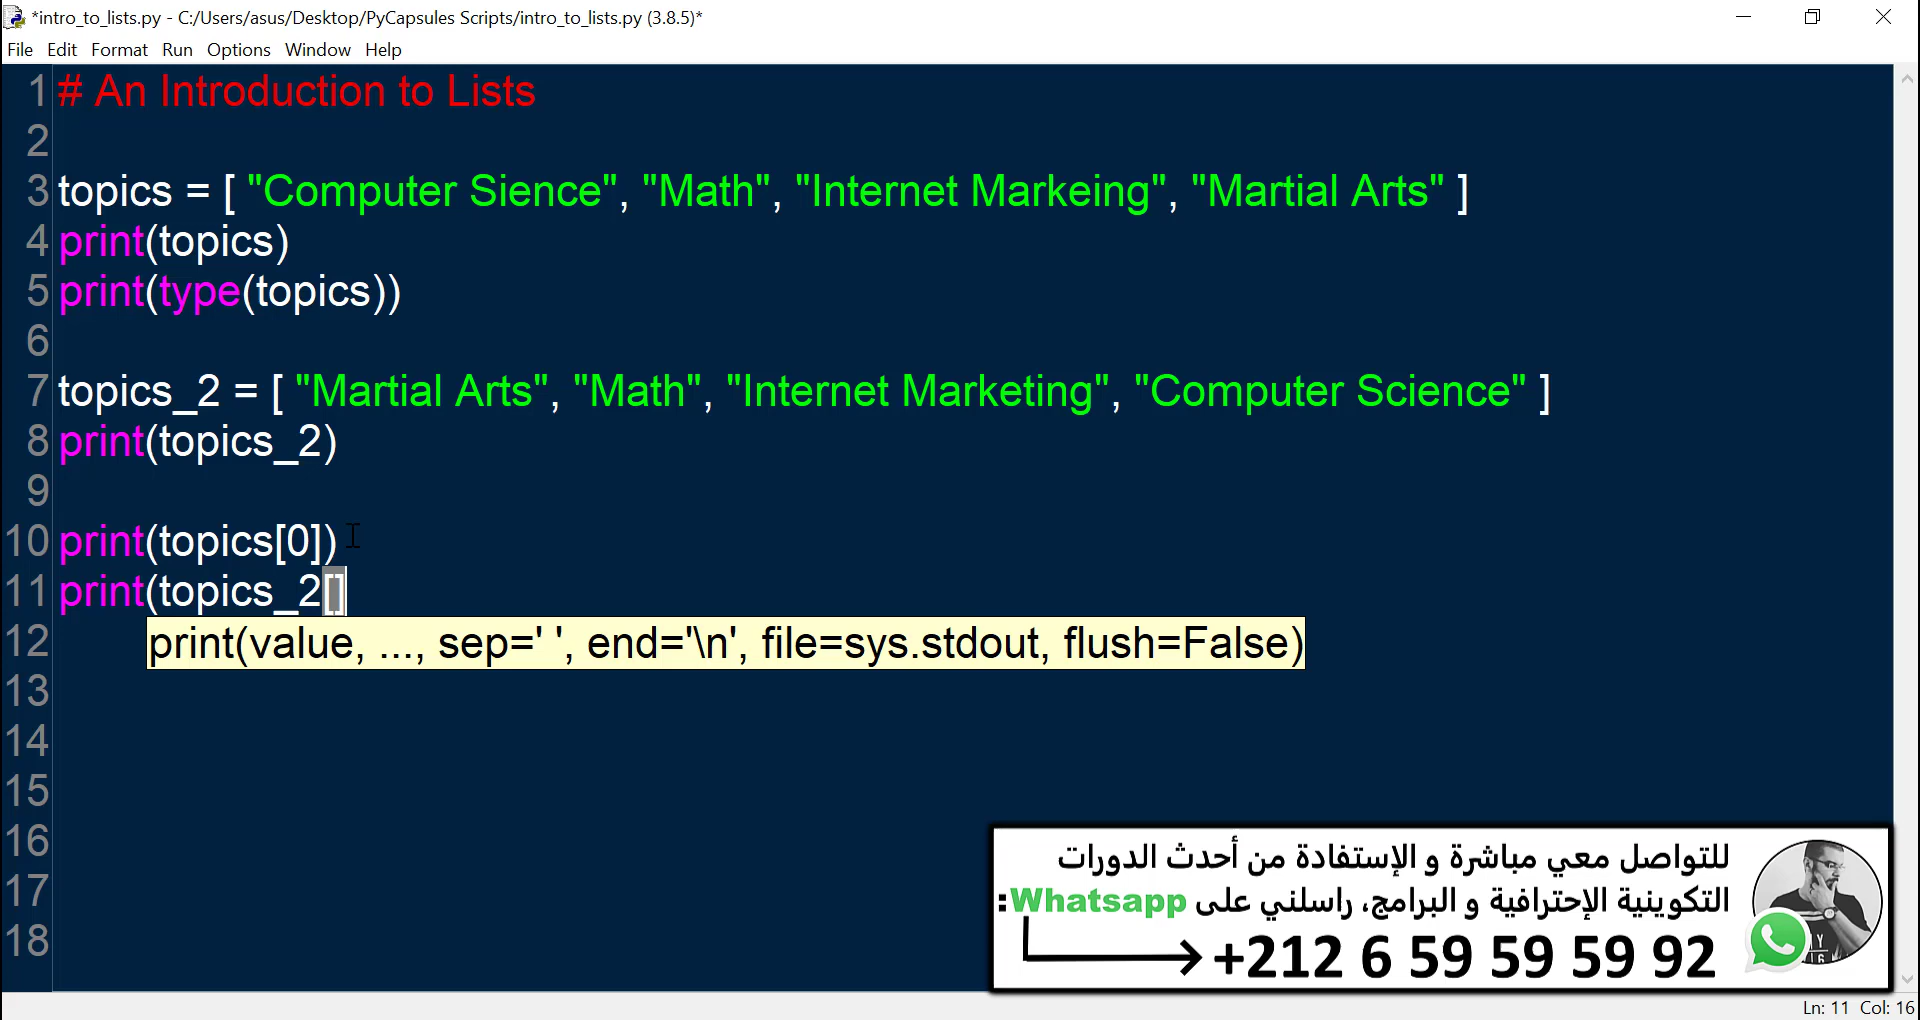 *intro_to_lists.py - C:/Users/asus/Desktop/PyCapsules Scripts/intro_to_lists.py (3.8.5)*
File Edit Format Run Options Window Help
1 # An Introduction to Lists
2
3 topics = [ "Computer Sience", "Math", "Internet Markeing", "Martial Arts" ]
4 print(topics)
5 print(type(topics))
6
7 topics_2 = [ "Martial Arts", "Math", "Internet Marketing", "Computer Science" ]
8 print(topics_2)
9
10 print(topics[0])
11 print(topics_2[]
12 print(value, ..., sep=' ', end='\n', file=sys.stdout, flush=False)
13
14
15
16
17
18
للتواصل معي مباشرة و الإستفادة من أحدث الدورات
التكوينية الإحترافية و البرامج، راسلني على Whatsapp:
+212 6 59 59 59 92
Ln: 11 Col: 16